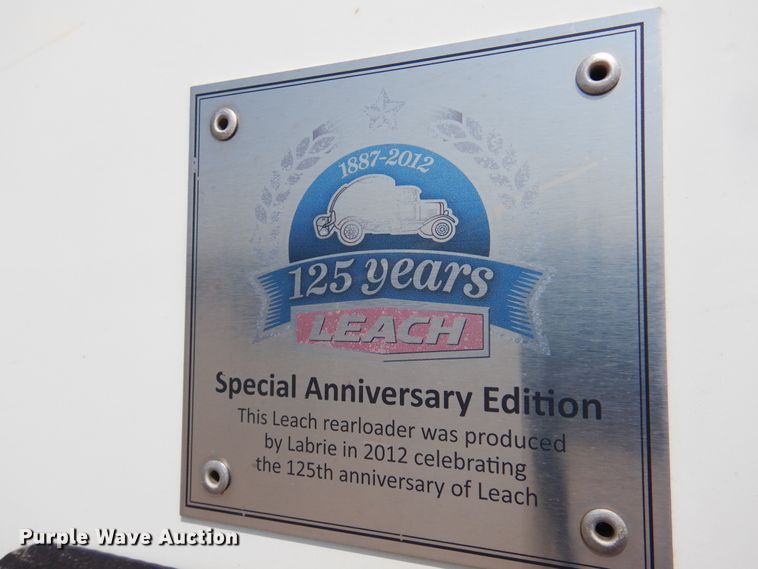 1887-2012
125 years
LEACH
Special Anniversary Edition
This Leach rearloader was produced
by Labrie in 2012 celebrating
the 125th anniversary of Leach
Purple Wave Auction